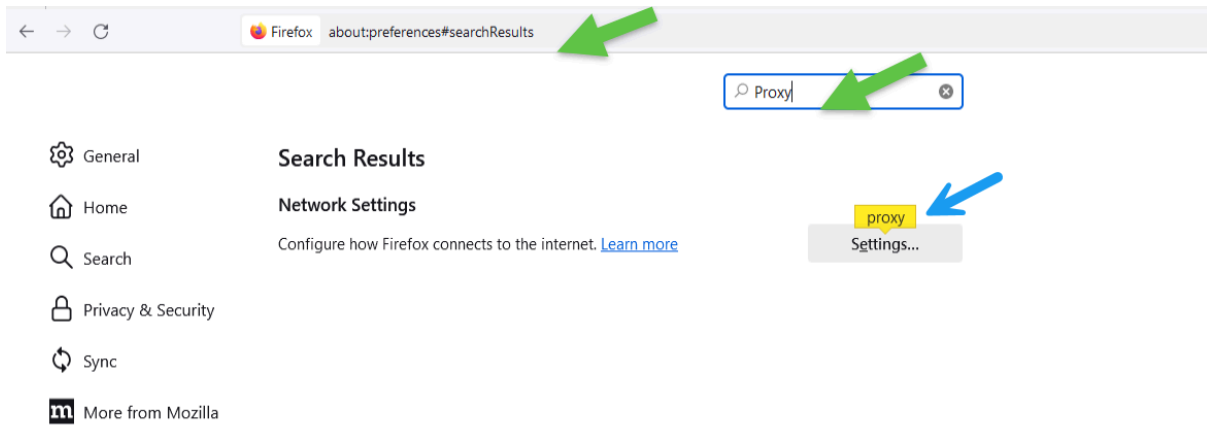 Firefox about:preferences#searchResults
Proxy
General
Search Results
Home
Network Settings
proxy
Configure how Firefox connects to the internet. Learn more
Settings...
Search
Privacy & Security
Sync
m More from Mozilla